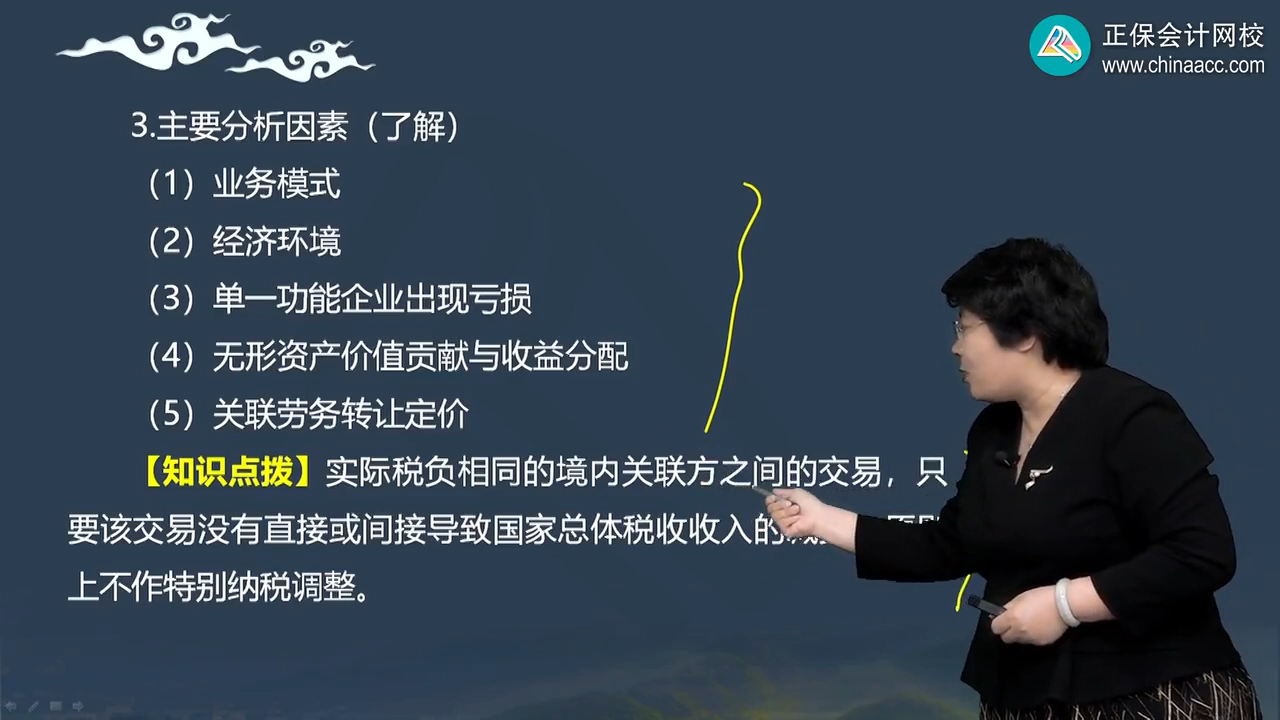 正保会计网校
www.chinaacc.com
3.主要分析因素（了解）
（1）业务模式
（2）经济环境
（3）单一功能企业出现亏损
（4）无形资产价值贡献与收益分配
（5）关联劳务转让定价
【知识点拨】实际税负相同的境内关联方之间的交易，只
要该交易没有直接或间接导致国家总体税收收入的
上不作特别纳税调整。